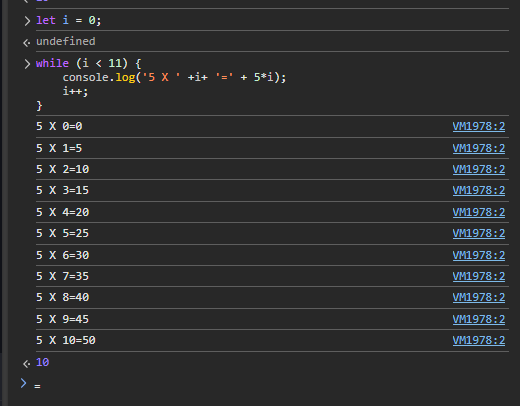 let i = 0;
undefined
while (i < 11) {
    console.log('5 X ' +i+ '=' + 5*i);
    i++;
}
5 X 0=0 VM1978:2
5 X 1=5 VM1978:2
5 X 2=10 VM1978:2
5 X 3=15 VM1978:2
5 X 4=20 VM1978:2
5 X 5=25 VM1978:2
5 X 6=30 VM1978:2
5 X 7=35 VM1978:2
5 X 8=40 VM1978:2
5 X 9=45 VM1978:2
5 X 10=50 VM1978:2
10
=